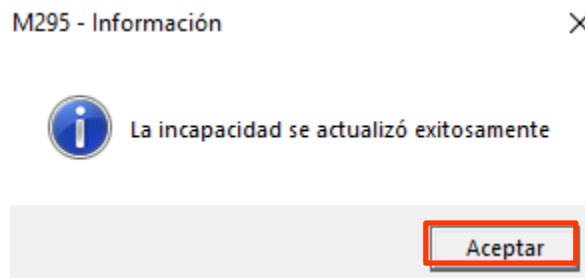 M295 - Información
La incapacidad se actualizó exitosamente
Aceptar